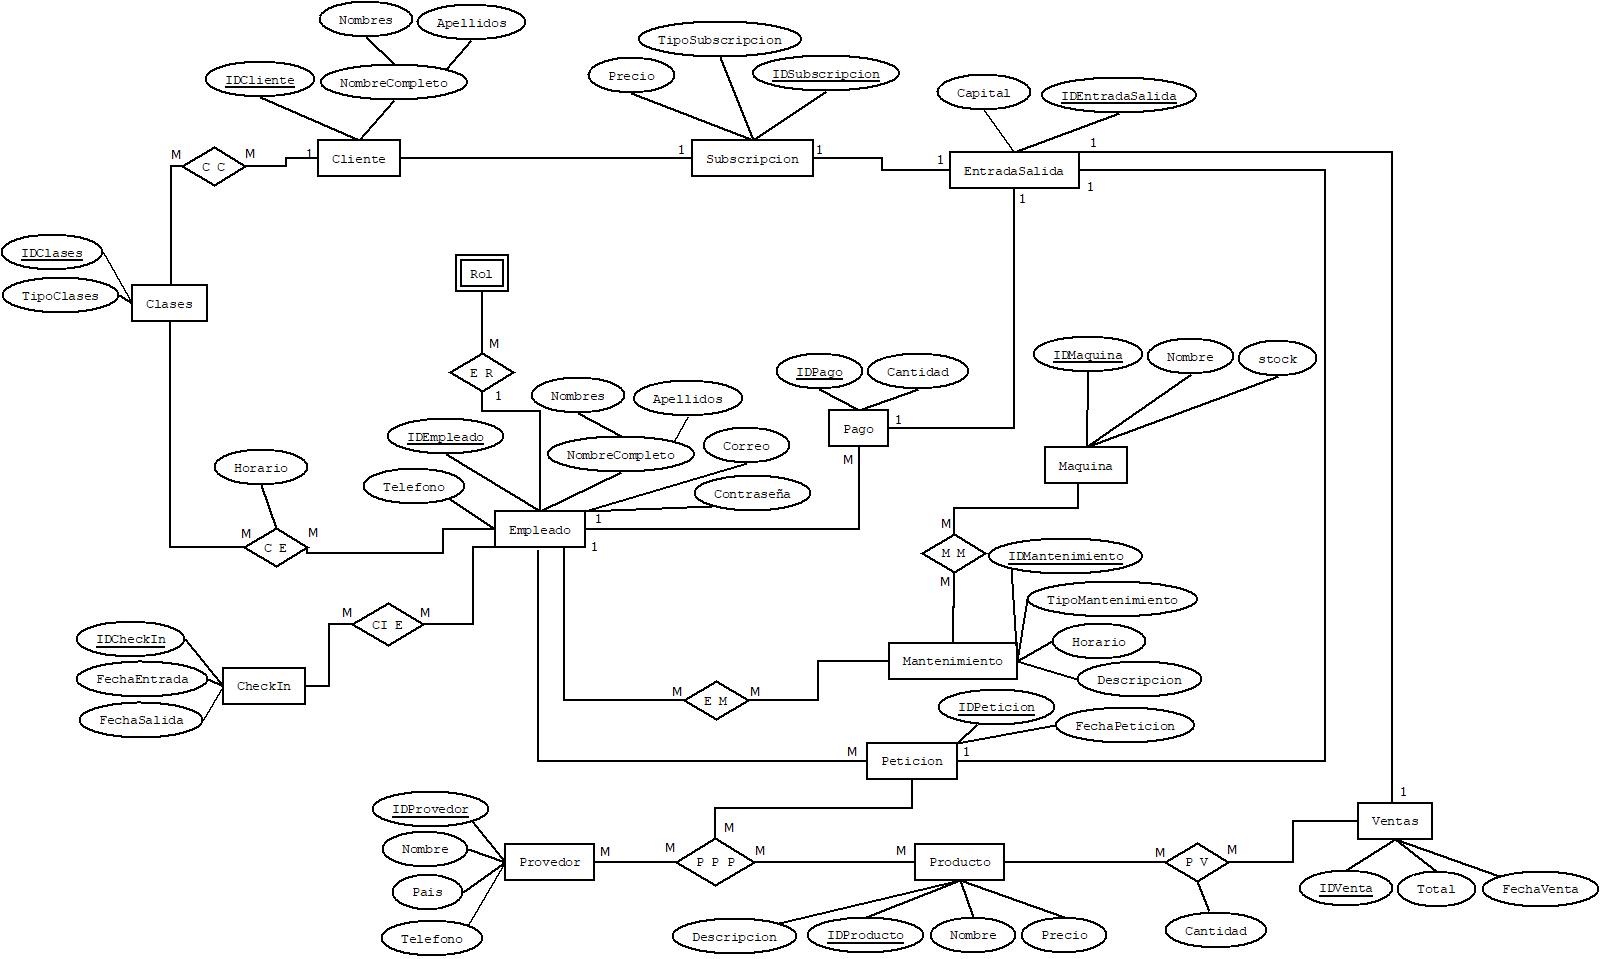 Nombres
Apellidos
IDCliente
NombreCompleto
TipoSubscripcion
Precio
IDSubscripcion
Capital
IDEntradaSalida
M
C C
M
1
Cliente
1
Subscripcion
1
1
EntradaSalida
1
1
1
IDClases
TipoClases
Clases
Rol
M
E R
1
IDPago
Cantidad
IDMaquina
Nombre
stock
Nombres
Apellidos
IDEmpleado
NombreCompleto
Correo
Telefono
Contraseña
Pago
1
M
Maquina
Horario
M
C E
M
Empleado
1
1
M
M M
M
IDMantenimiento
TipoMantenimiento
Horario
Descripcion
Mantenimiento
M
CI E
M
IDCheckIn
FechaEntrada
FechaSalida
CheckIn
M
E M
M
IDPeticion
FechaPeticion
M
Peticion
1
IDProvedor
Nombre
Pais
Telefono
Provedor
M
M
M
P P P
M
M
Producto
M
P V
M
1
Ventas
IDVenta
Total
FechaVenta
Descripcion
IDProducto
Nombre
Precio
Cantidad